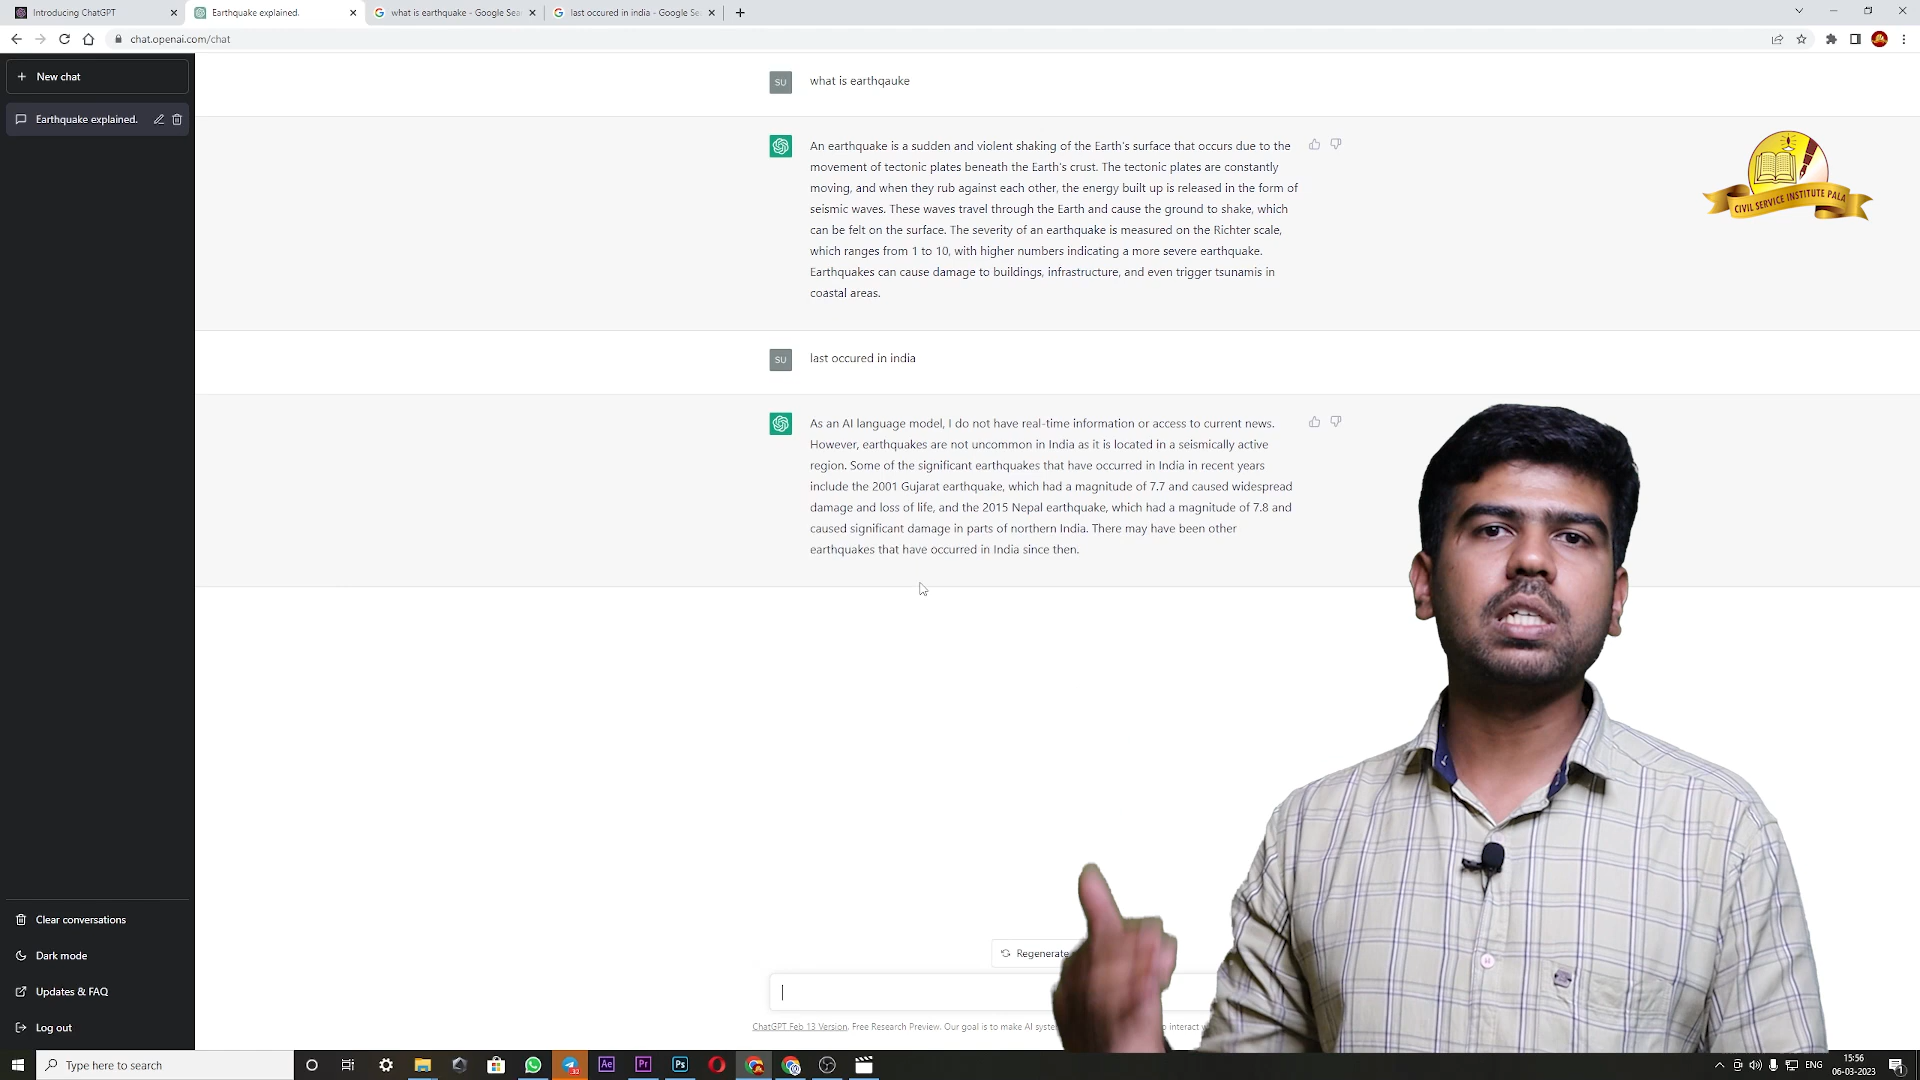 Introducing ChatGPT
Earthquake explained.
what is earthquake - Google Sea
last occured in india - Google Se
chat.openai.com/chat
New chat
Earthquake explained.
SU
what is earthqauke
An earthquake is a sudden and violent shaking of the Earth's surface that occurs due to the
movement of tectonic plates beneath the Earth's crust. The tectonic plates are constantly
moving, and when they rub against each other, the energy built up is released in the form of
seismic waves. These waves travel through the Earth and cause the ground to shake, which
can be felt on the surface. The severity of an earthquake is measured on the Richter scale,
which ranges from 1 to 10, with higher numbers indicating a more severe earthquake.
Earthquakes can cause damage to buildings, infrastructure, and even trigger tsunamis in
coastal areas.
CIVIL SERVICE INSTITUTE PALA
SU
last occured in india
As an AI language model, I do not have real-time information or access to current news.
However, earthquakes are not uncommon in India as it is located in a seismically active
region. Some of the significant earthquakes that have occurred in India in recent years
include the 2001 Gujarat earthquake, which had a magnitude of 7.7 and caused widespread
damage and loss of life, and the 2015 Nepal earthquake, which had a magnitude of 7.8 and
caused significant damage in parts of northern India. There may have been other
earthquakes that have occurred in India since then.
Clear conversations
Dark mode
Updates & FAQ
Log out
Regenerate
ChatGPT Feb 13 Version. Free Research Preview. Our goal is to make AI syste
o interact
Type here to search
Ae
Pr
Ps
ENG
15:56
06-03-2023